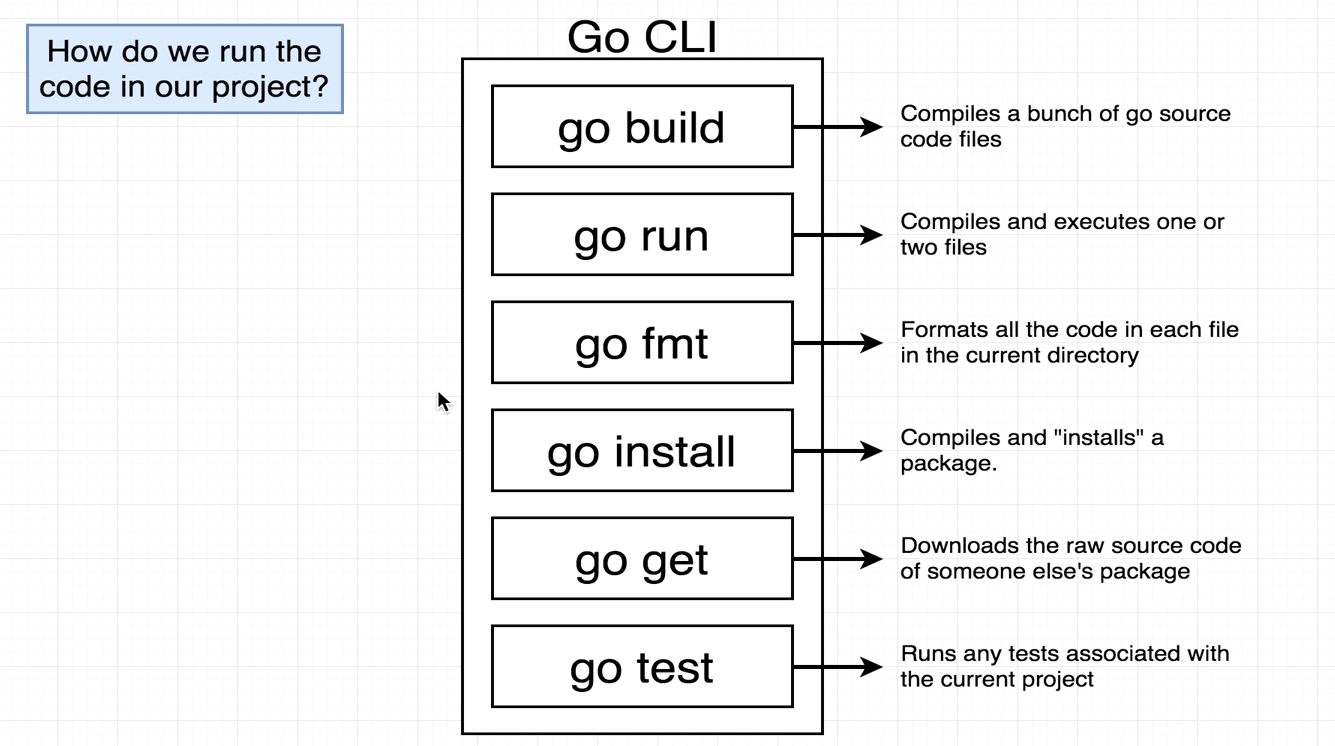 How do we run the
code in our project?
Go CLI
go build
Compiles a bunch of go source
code files
go run
Compiles and executes one or
two files
go fmt
Formats all the code in each file
in the current directory
go install
Compiles and "installs" a
package.
go get
Downloads the raw source code
of someone else's package
go test
Runs any tests associated with
the current project